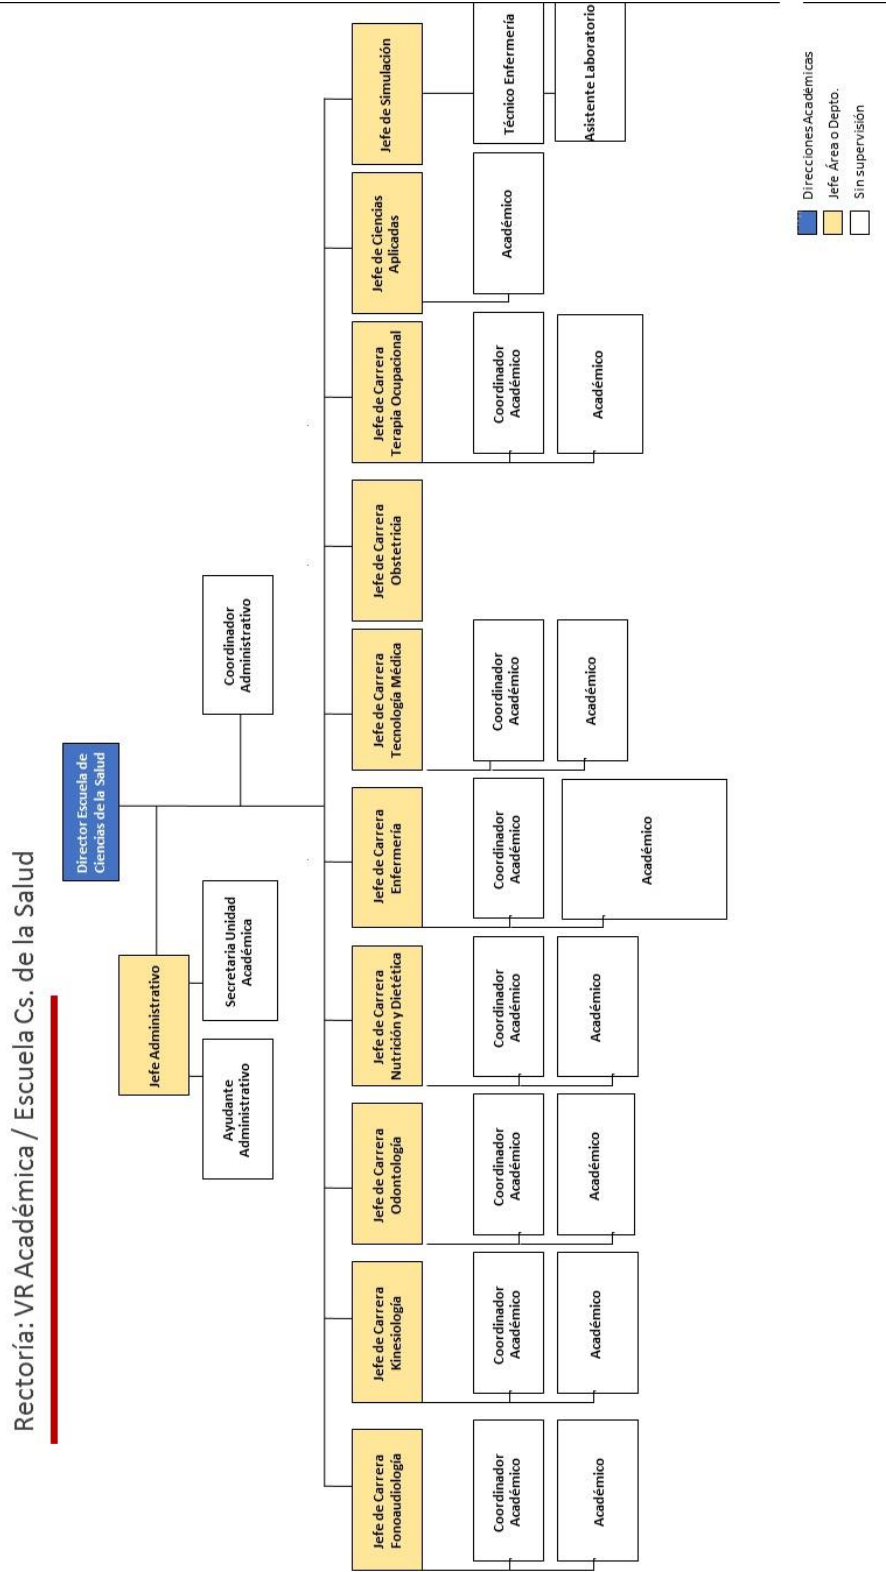 Rectoría: VR Académica / Escuela Cs. de la Salud
Director Escuela de
Ciencias de la Salud
Jefe Administrativo
Ayudante
Administrativo
Secretaria Unidad
Académica
Coordinador
Administrativo
Jefe de Carrera
Fonoaudiología
Jefe de Carrera
Kinesiología
Jefe de Carrera
Odontología
Jefe de Carrera
Nutrición y Dietética
Jefe de Carrera
Enfermería
Jefe de Carrera
Tecnología Médica
Jefe de Carrera
Obstetricia
Jefe de Carrera
Terapia Ocupacional
Jefe de Ciencias
Aplicadas
Jefe de Simulación
Coordinador
Académico
Coordinador
Académico
Coordinador
Académico
Coordinador
Académico
Coordinador
Académico
Coordinador
Académico
Coordinador
Académico
Académico
Técnico Enfermería
Académico
Académico
Académico
Académico
Académico
Académico
Académico
Asistente Laboratorio
Direcciones Académicas
Jefe Área o Depto.
Sin supervisión